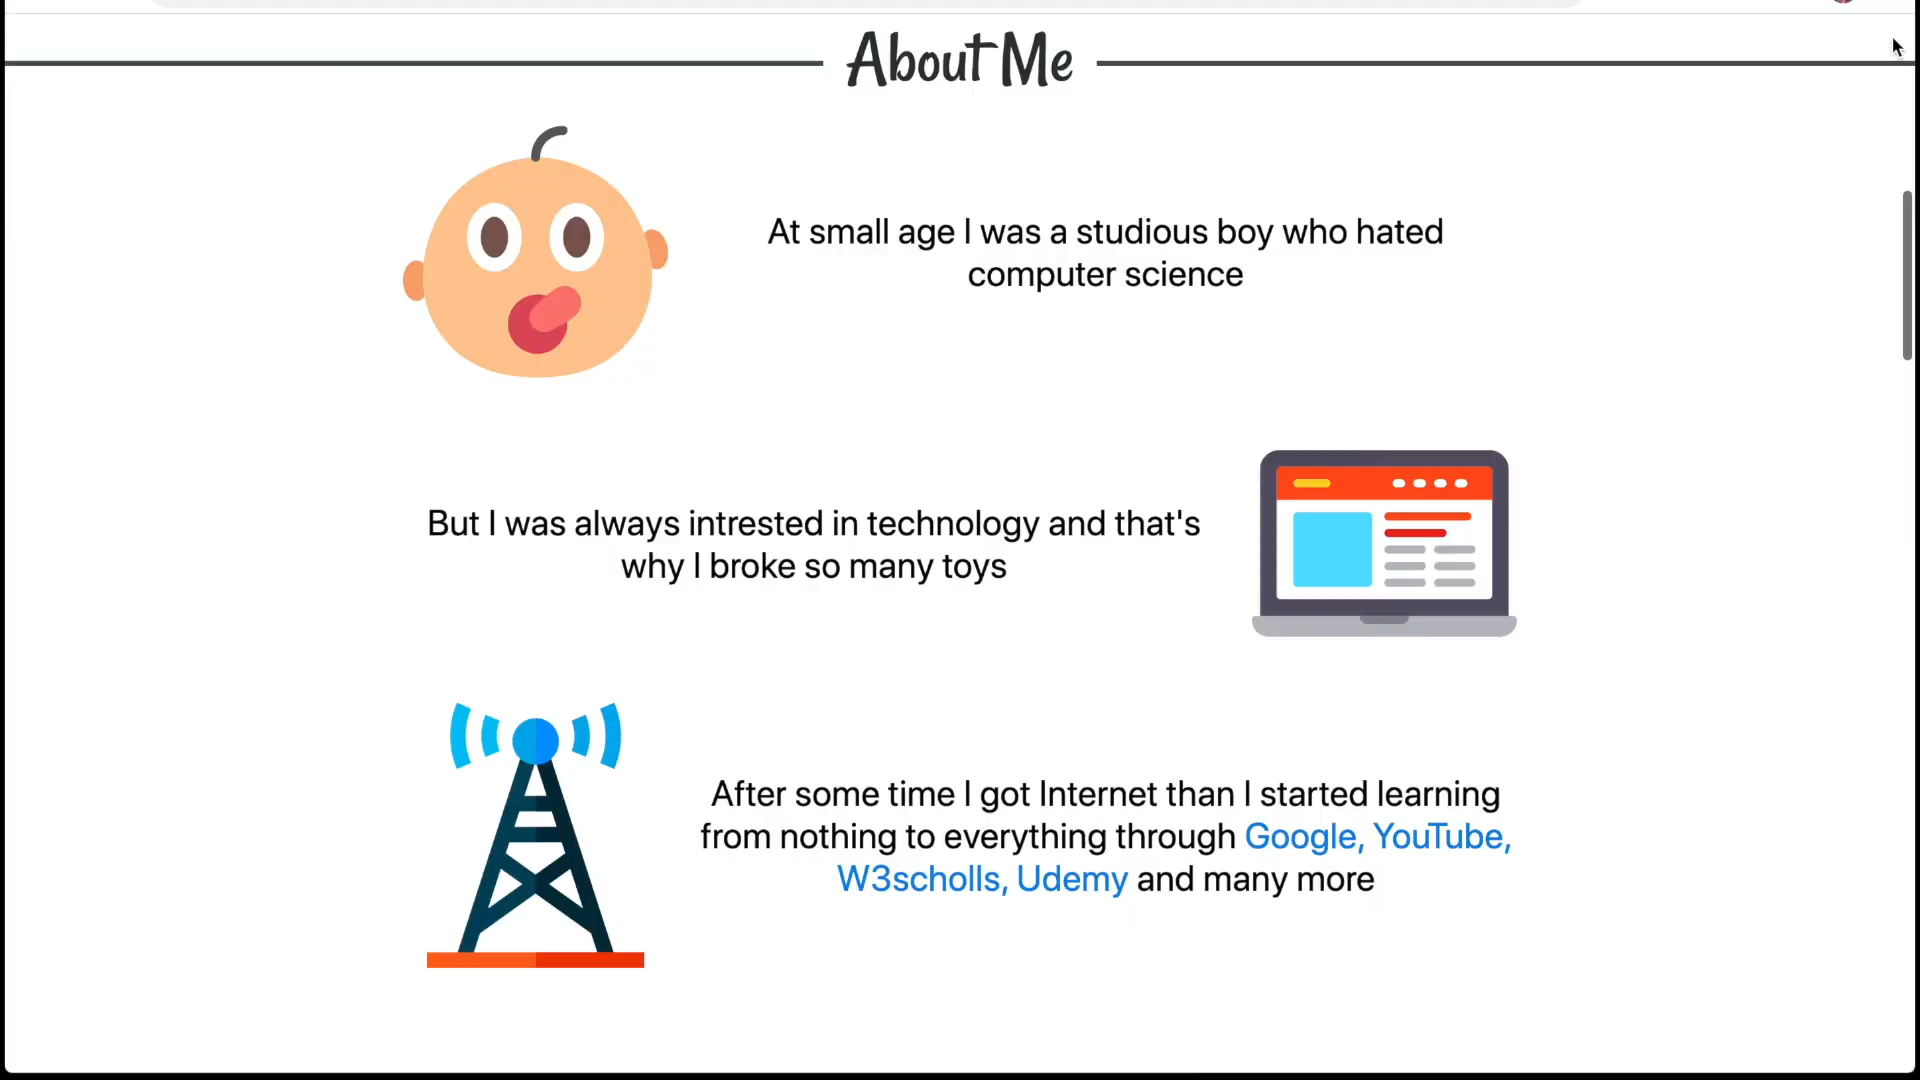 About Me
At small age I was a studious boy who hated
computer science
But I was always intrested in technology and that's
why I broke so many toys
After some time I got Internet than I started learning
from nothing to everything through Google, YouTube,
W3scholls, Udemy and many more